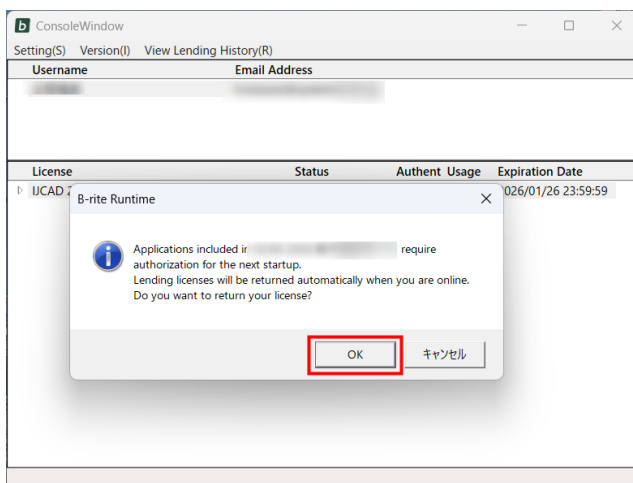 ConsoleWindow
Setting(S) Version(I) View Lending History(R)
Username Email Address
License Status Authent Usage Expiration Date
IJCAD 026/01/26 23:59:59
B-rite Runtime
Applications included in require
authorization for the next startup.
Lending licenses will be returned automatically when you are online.
Do you want to return your license?
OK キャンセル